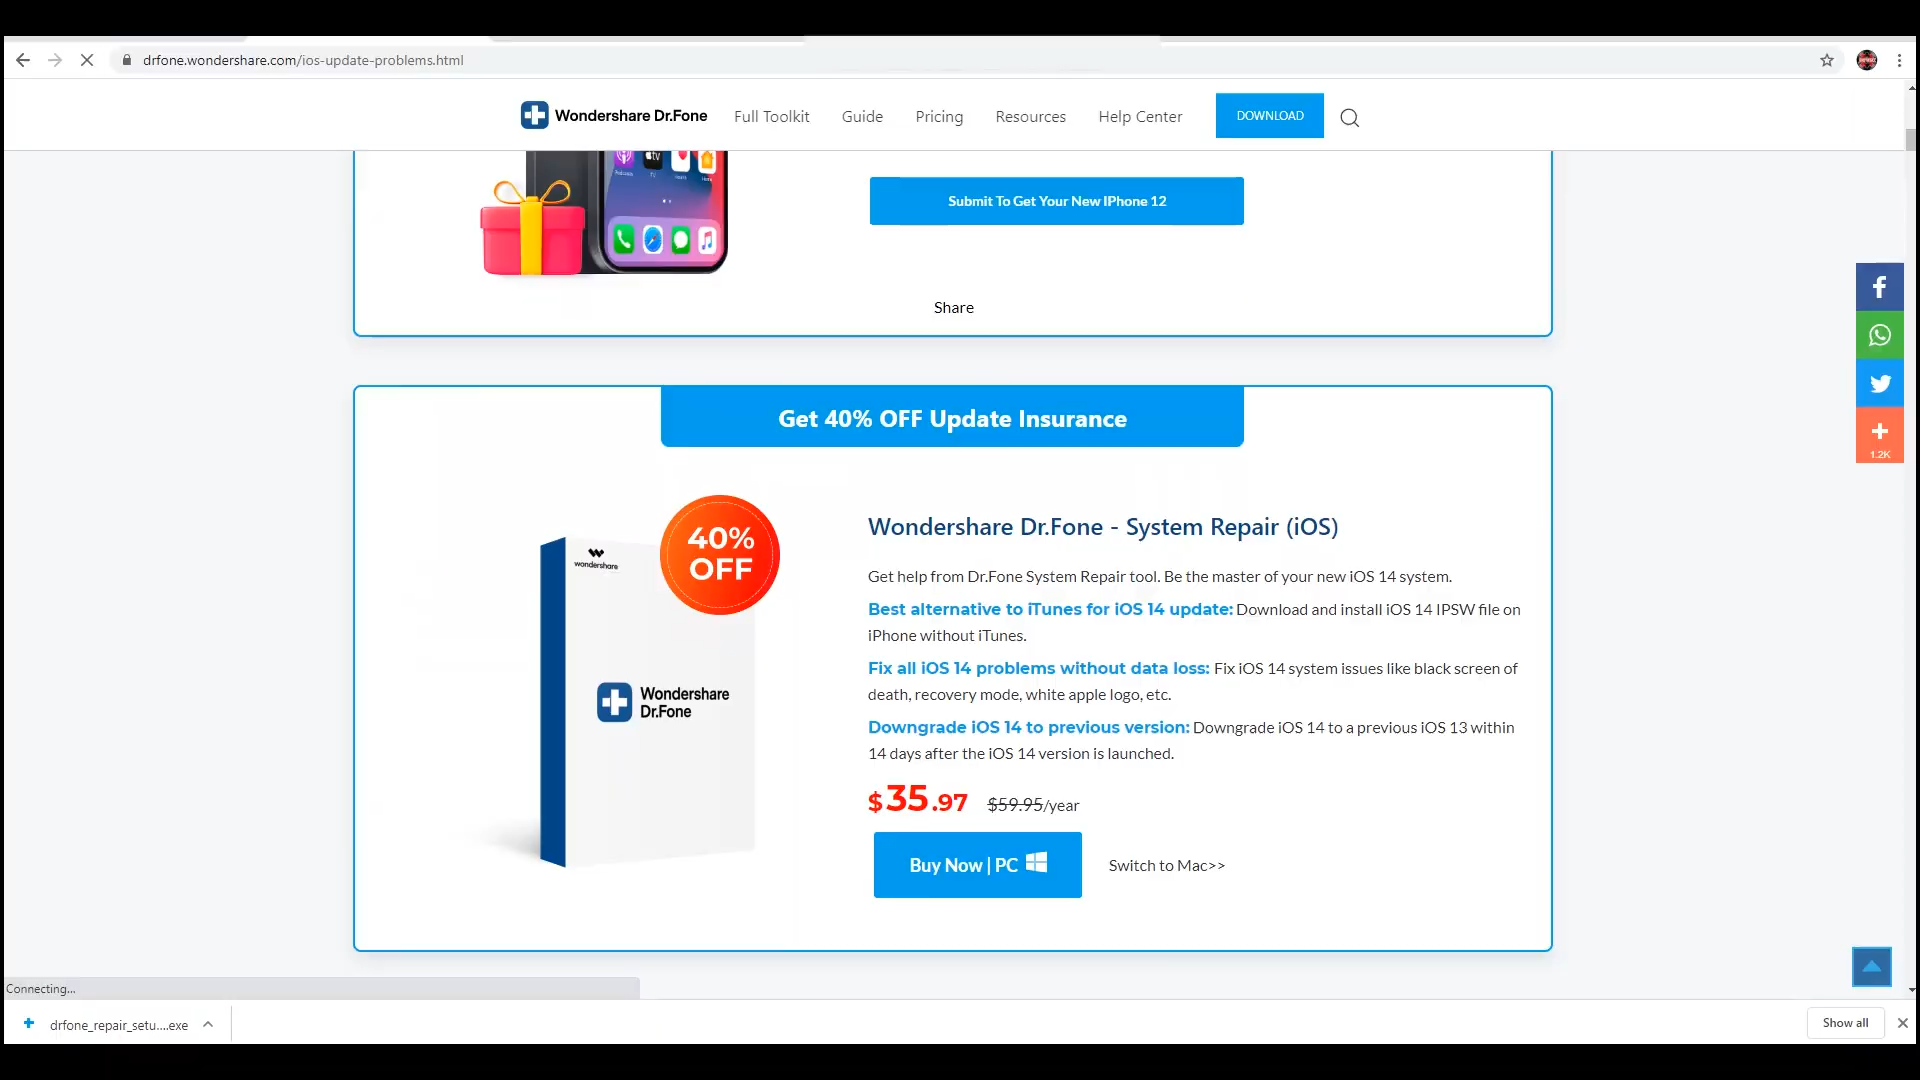 drfone.wondershare.com/ios-update-problems.html
Wondershare Dr.Fone
Full Toolkit
Guide
Pricing
Resources
Help Center
DOWNLOAD
Podcasts
TV
Health
Home
Submit To Get Your New IPhone 12
Share
1.2K
Get 40% OFF Update Insurance
40%
OFF
wondershare
Wondershare
Dr.Fone
Wondershare Dr.Fone - System Repair (iOS)
Get help from Dr.Fone System Repair tool. Be the master of your new iOS 14 system.
Best alternative to iTunes for iOS 14 update: Download and install iOS 14 IPSW file on
iPhone without iTunes.
Fix all iOS 14 problems without data loss: Fix iOS 14 system issues like black screen of
death, recovery mode, white apple logo, etc.
Downgrade iOS 14 to previous version: Downgrade iOS 14 to a previous iOS 13 within
14 days after the iOS 14 version is launched.
$35.97 $59.95/year
Buy Now | PC
Switch to Mac>>
Connecting...
drfone_repair_setu....exe
Show all